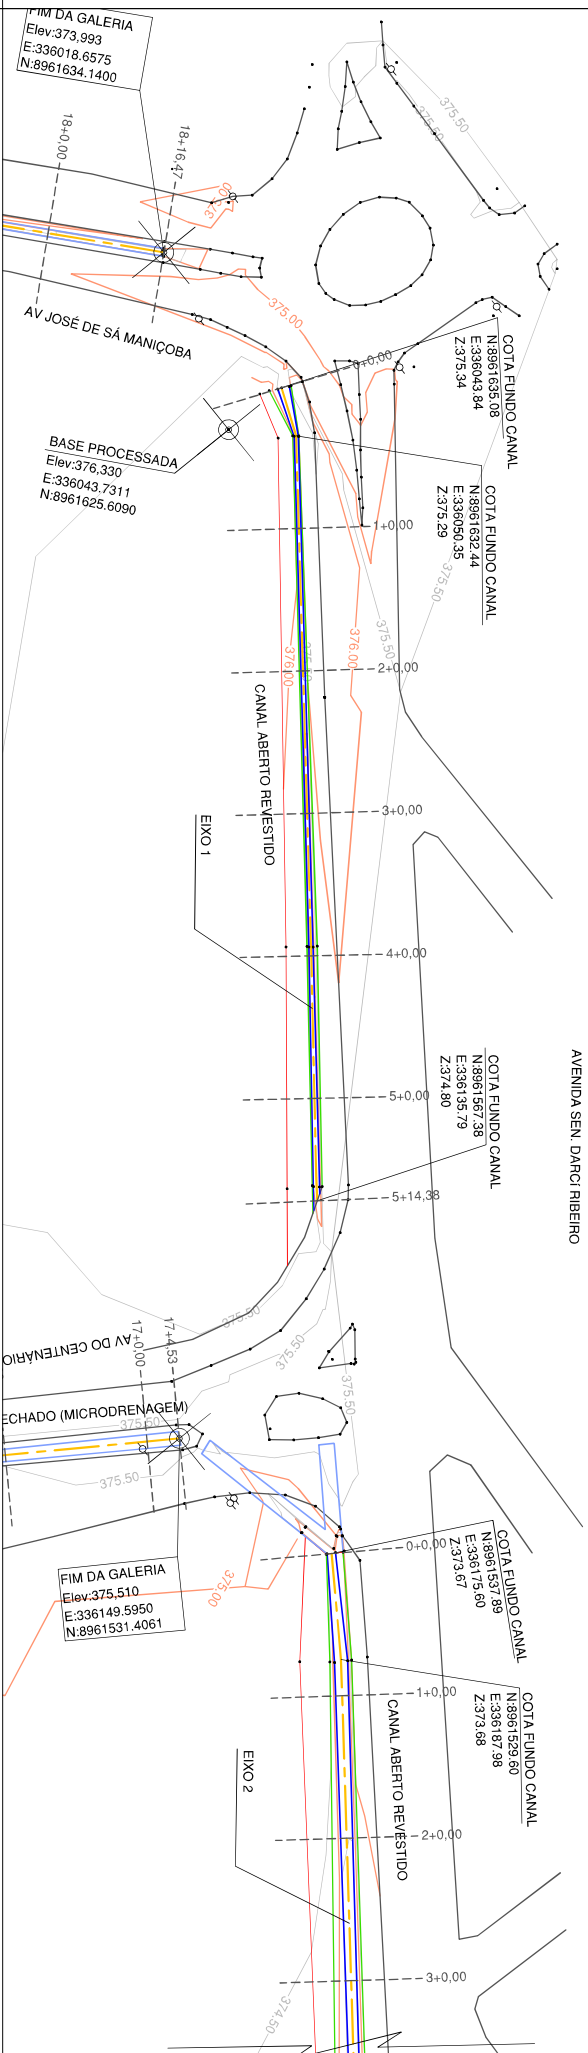 FIM DA GALERIA
Elev:373,993
E:336018.6575
N:8961634.1400
18+0,00
18+16,47
375.50
375.50
375.00
375.00
AV JOSÉ DE SÁ MANIÇOBA
0+0,00
COTA FUNDO CANAL
N:8961635.08
E:336043.84
Z:375.34
BASE PROCESSADA
Elev:376,330
E:336043.7311
N:8961625.6090
COTA FUNDO CANAL
N:8961632.44
E:336050.35
Z:375.29
1+0,00
375.50
375.50
376.00
376.00
2+0,00
CANAL ABERTO REVESTIDO
3+0,00
EIXO 1
4+0,00
COTA FUNDO CANAL
N:8961567.38
E:336135.79
Z:374.80
AVENIDA SEN. DARCí RIBEIRO
5+0,00
5+14,38
375.50
375.50
375.50
AV DO CENTENÁRIO
17+0,00
17+4,53
ECHADO (MICRODRENAGEM)
375.50
375.50
FIM DA GALERIA
Elev:375,510
E:336149.5950
N:8961531.4061
375.00
0+0,00
COTA FUNDO CANAL
N:8961537.89
E:336175.60
Z:373.67
COTA FUNDO CANAL
N:8961529.60
E:336187.98
Z:373.68
1+0,00
CANAL ABERTO REVESTIDO
EIXO 2
2+0,00
3+0,00
374.50